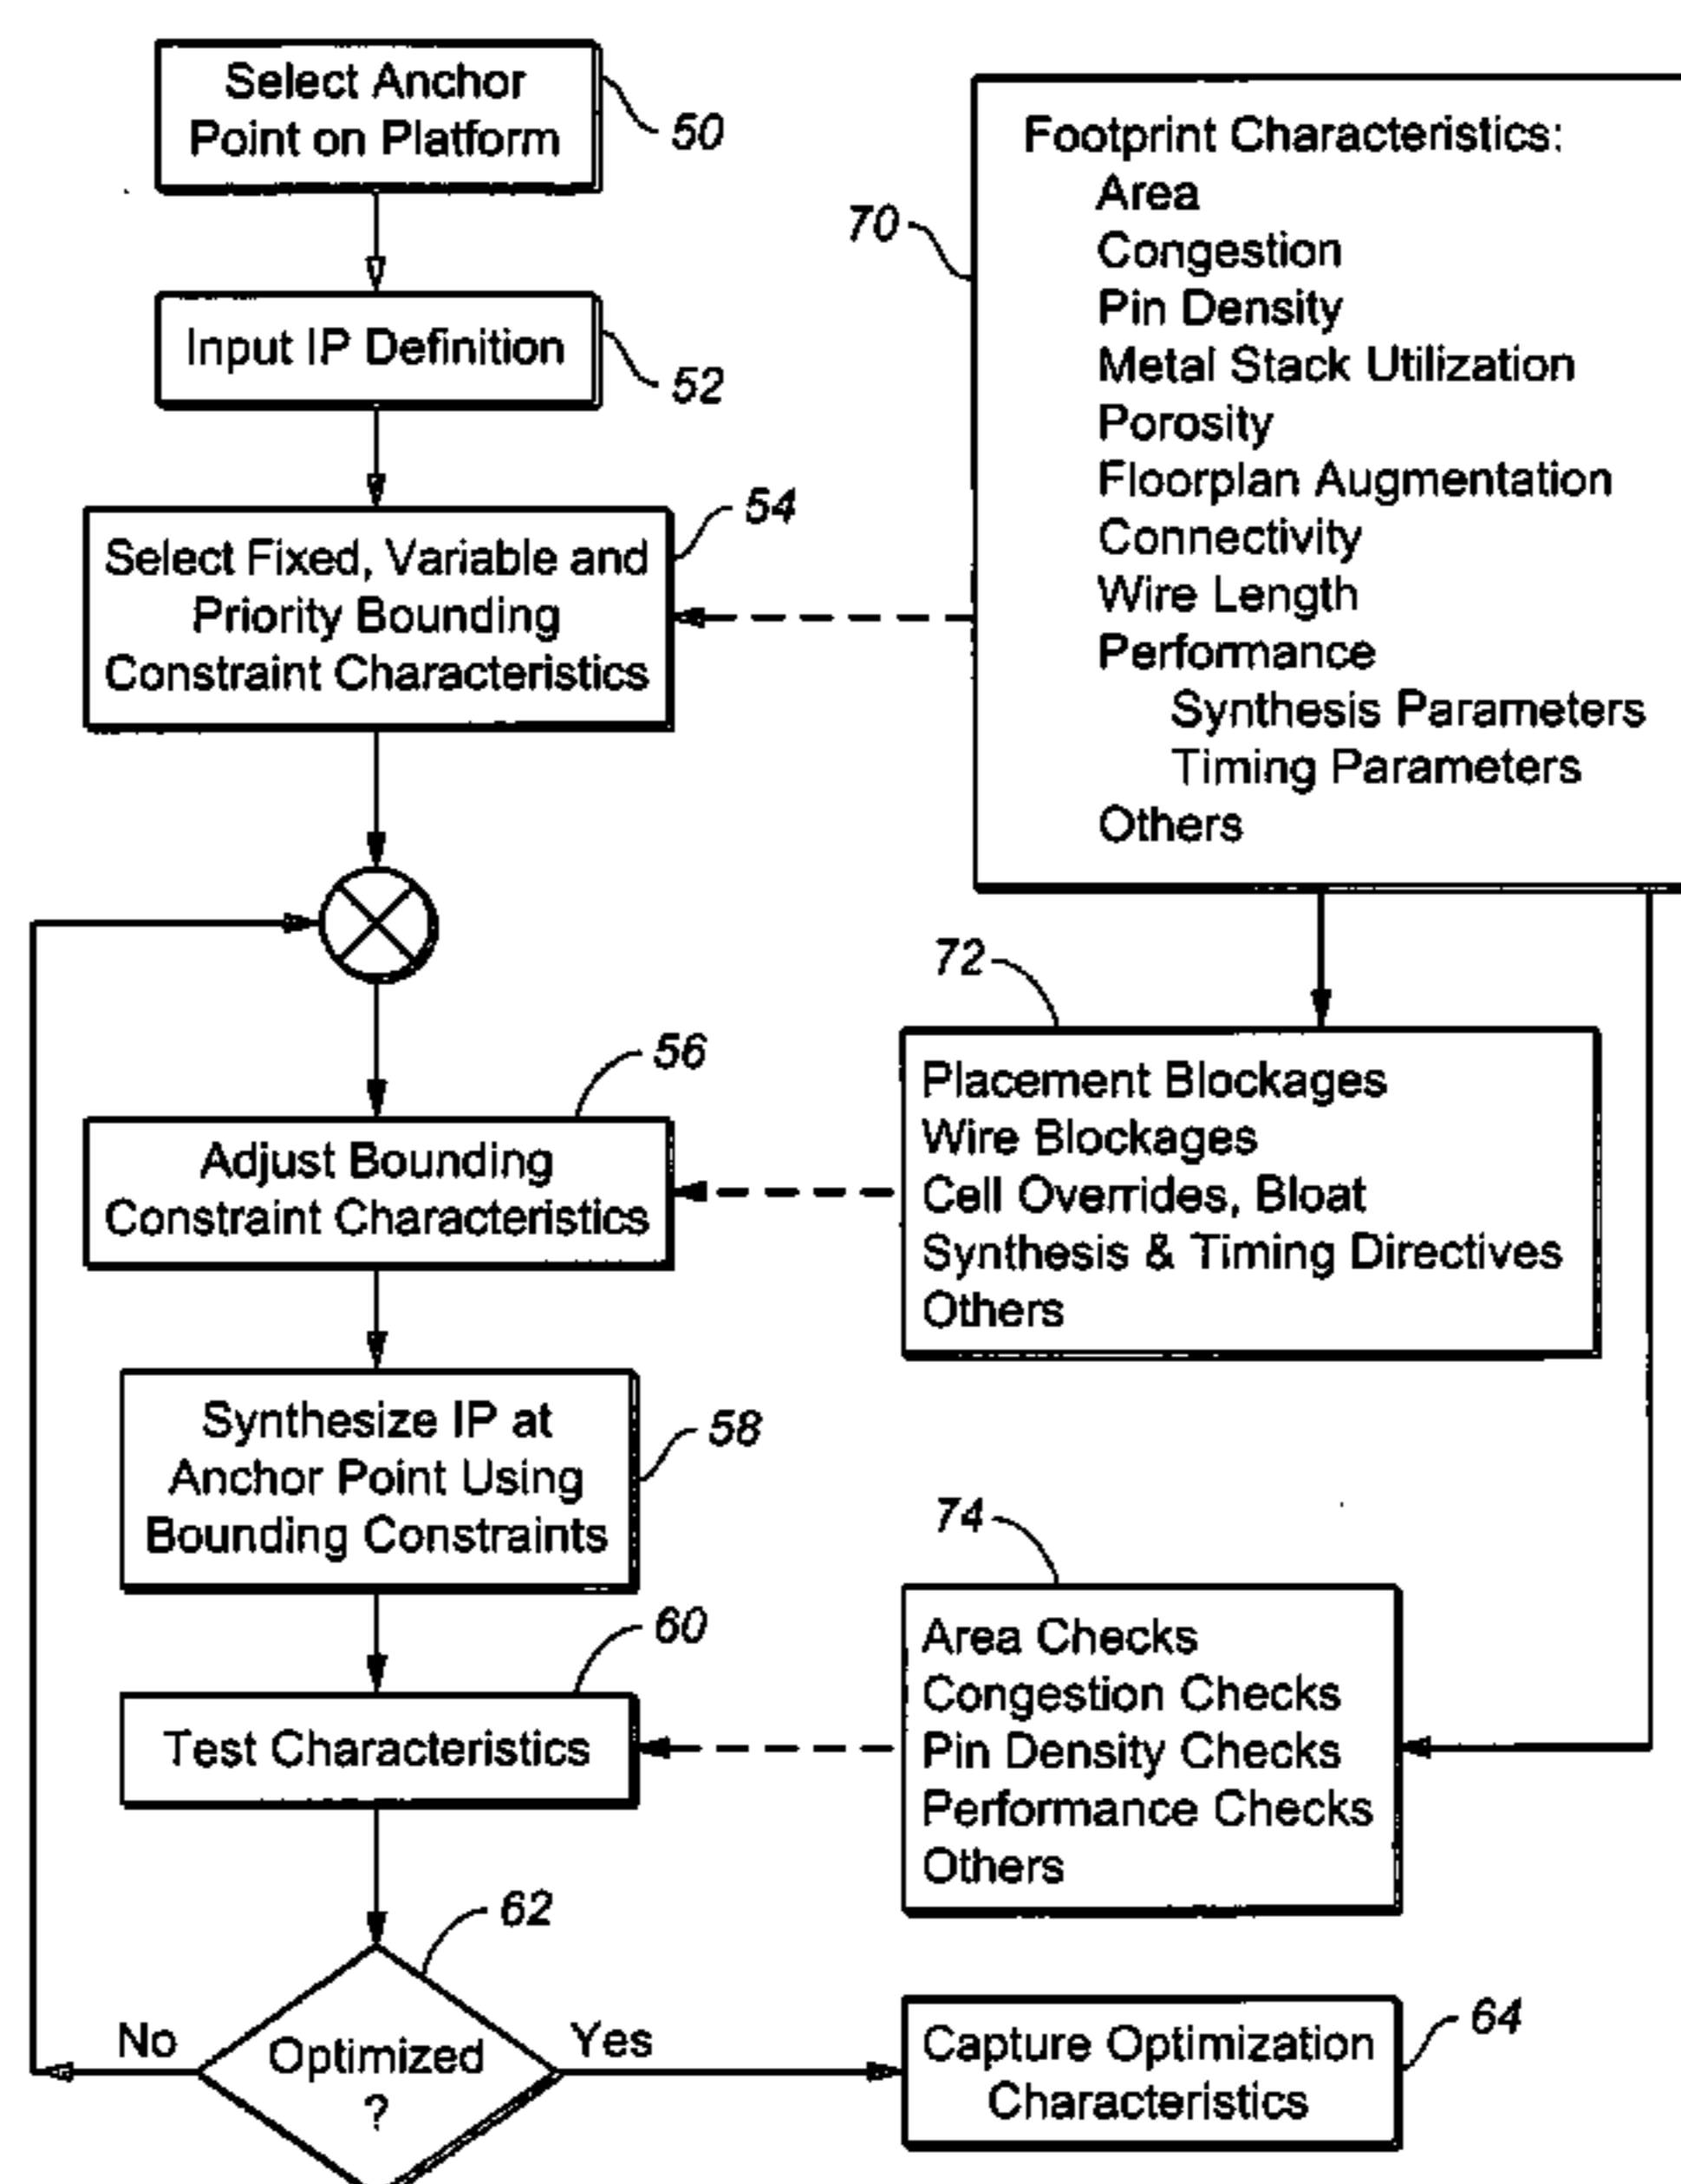 Select Anchor
Point on Platform
50
Input IP Definition
52
Select Fixed, Variable and
Priority Bounding
Constraint Characteristics
54
Footprint Characteristics:
Area
Congestion
Pin Density
Metal Stack Utilization
Porosity
Floorplan Augmentation
Connectivity
Wire Length
Performance
Synthesis Parameters
Timing Parameters
Others
70
Adjust Bounding
Constraint Characteristics
56
Placement Blockages
Wire Blockages
Cell Overrides, Bloat
Synthesis & Timing Directives
Others
72
Synthesize IP at
Anchor Point Using
Bounding Constraints
58
Test Characteristics
60
Area Checks
Congestion Checks
Pin Density Checks
Performance Checks
Others
74
Optimized
?
62
No
Yes
Capture Optimization
Characteristics
64